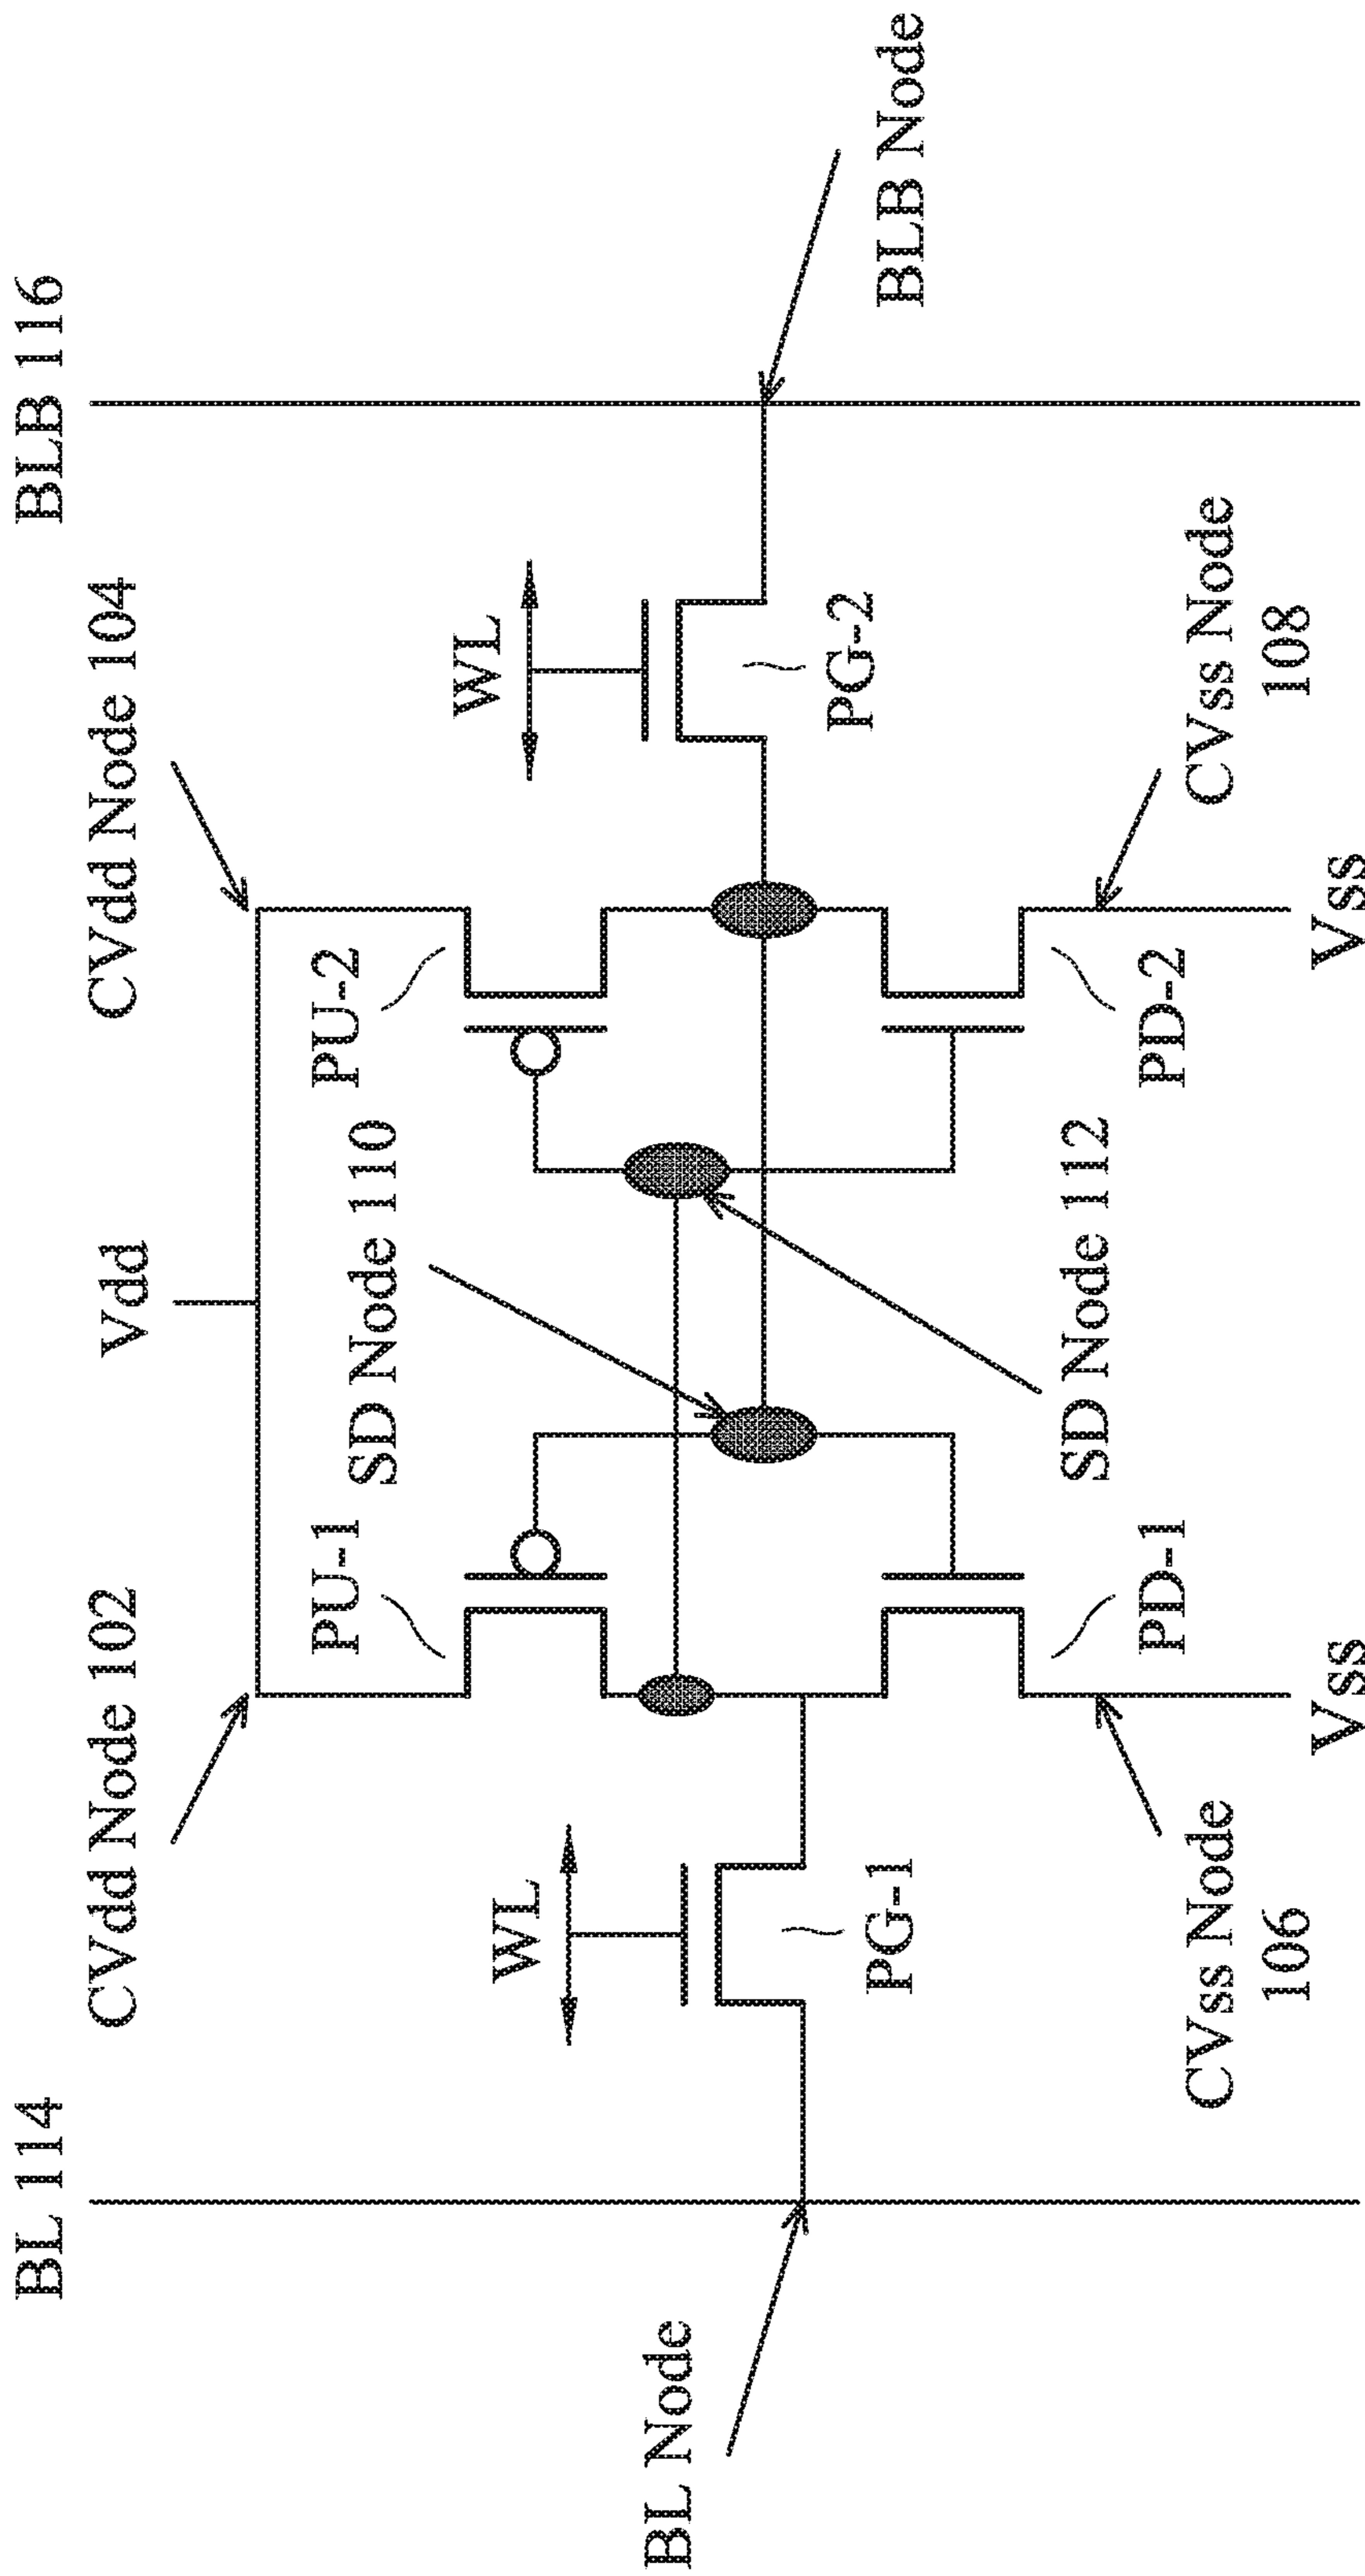 BL 114
BLB 116
CVdd Node 102
Vdd
CVdd Node 104
PU-1
PU-2
SD Node 110
WL
WL
BL Node
PG-1
PG-2
BLB Node
SD Node 112
PD-1
PD-2
CVss Node
106
CVss Node
108
Vss
Vss